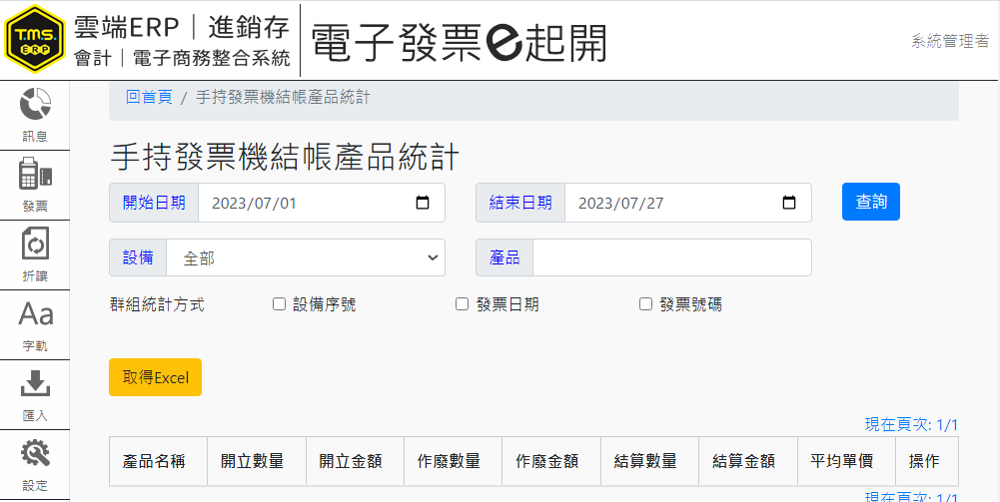 T.M.S.
ERP
雲端ERP｜進銷存
會計｜電子商務整合系統
電子發票e起開
系統管理者
訊息
發票
折讓
Aa
字軌
匯入
設定
回首頁 / 手持發票機結帳產品統計
手持發票機結帳產品統計
開始日期 2023/07/01 結束日期 2023/07/27 查詢
設備 全部 產品
群組統計方式 設備序號 發票日期 發票號碼
取得Excel
現在頁次: 1/1
產品名稱 開立數量 開立金額 作廢數量 作廢金額 結算數量 結算金額 平均單價 操作
現在頁次: 1/1